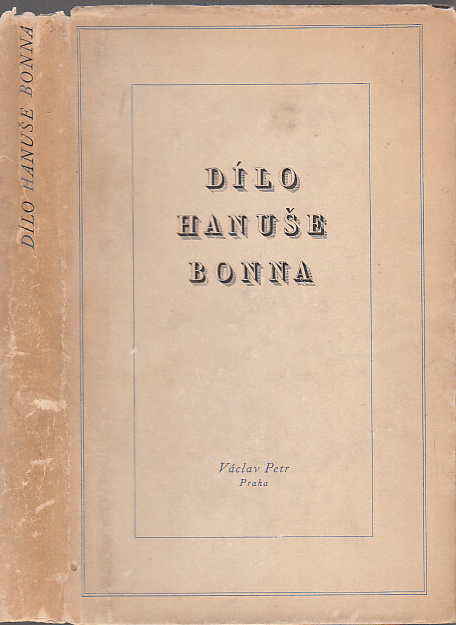 DÍLO HANUŠE BONNA
DÍLO
HANUŠE
BONNA
Václav Petr
Praha